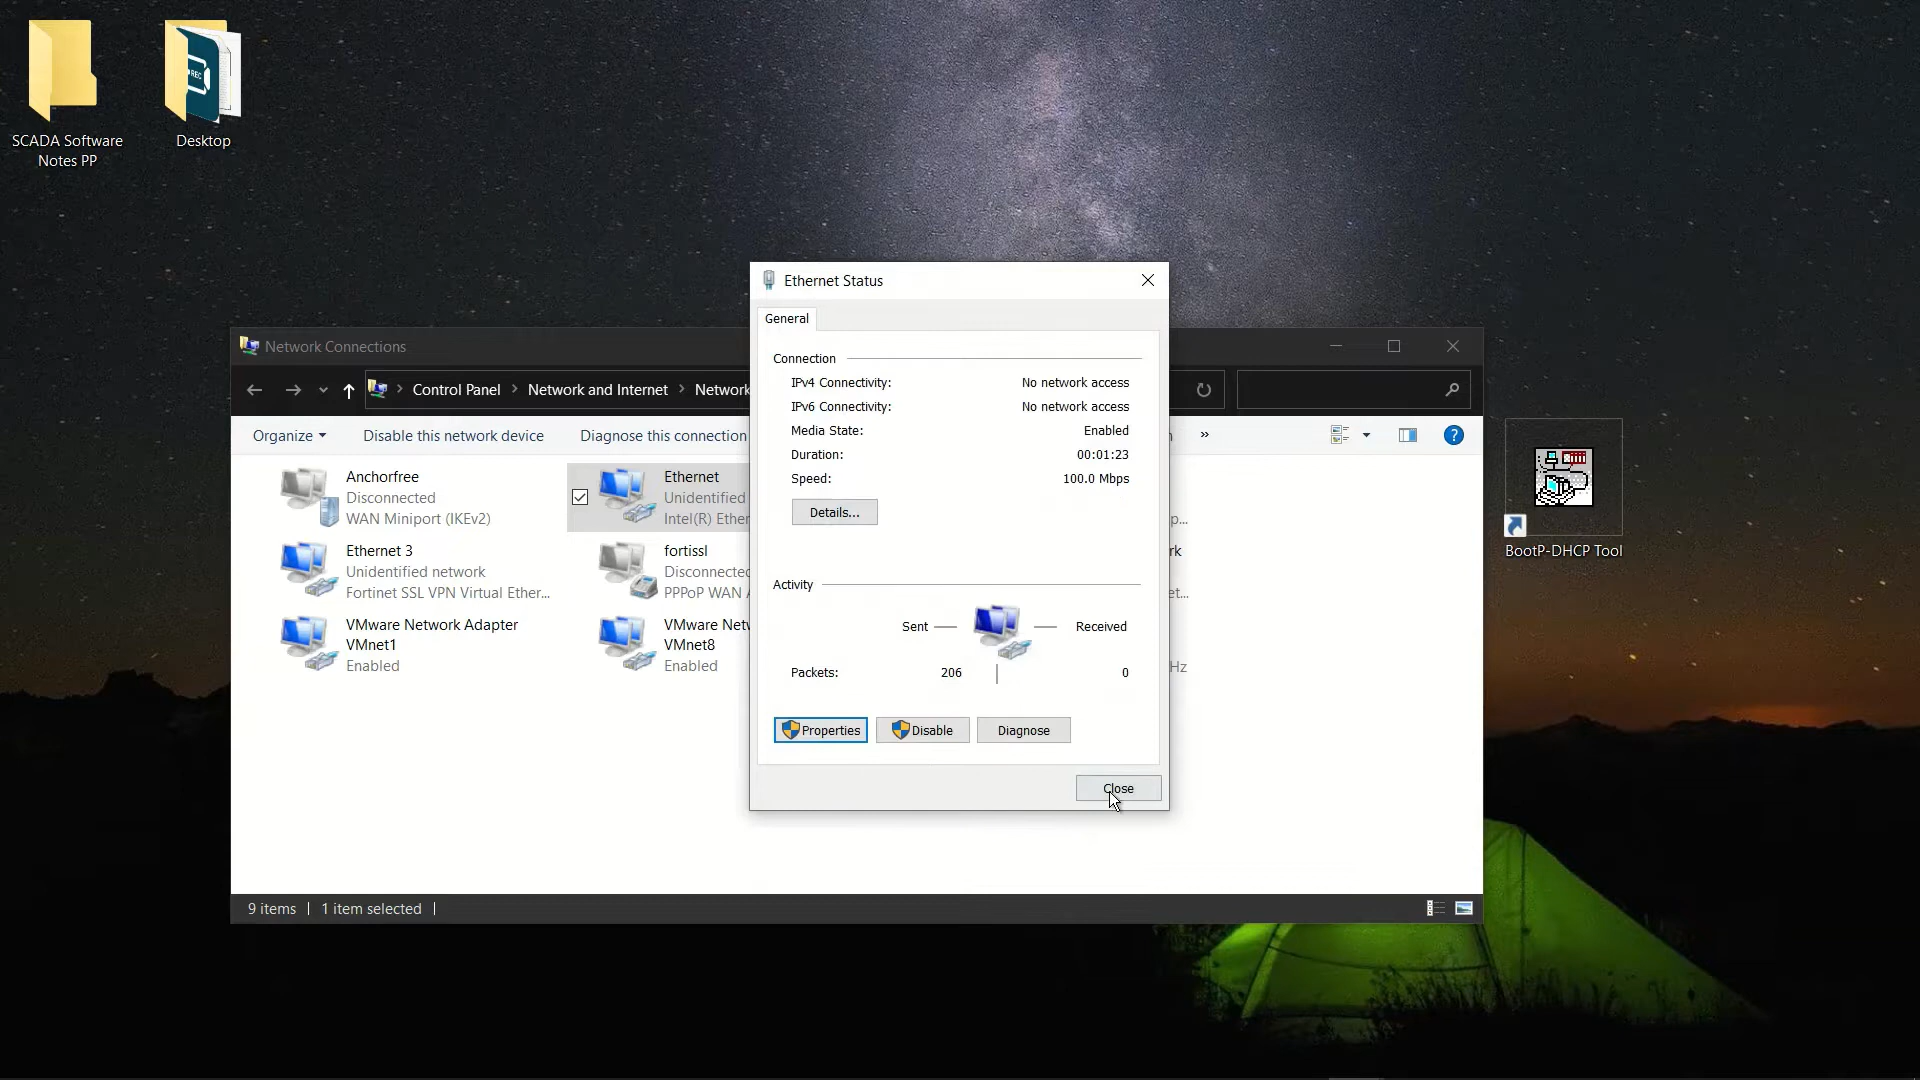 SCADA Software
Notes PP
REC
Desktop
Ethernet Status
General
Connection
IPv4 Connectivity: No network access
IPv6 Connectivity: No network access
Media State: Enabled
Duration: 00:01:23
Speed: 100.0 Mbps
Details...
Activity
Sent Received
Packets: 206 0
Properties Disable Diagnose
Close
Network Connections
Control Panel Network and Internet Network
Organize Disable this network device Diagnose this connection »
Anchorfree
Disconnected
WAN Miniport (IKEv2)
Ethernet
Unidentified
Intel(R) Ether
p...
Ethernet 3
Unidentified network
Fortinet SSL VPN Virtual Ether...
fortissl
Disconnected
PPPoP WAN
rk
et...
VMware Network Adapter
VMnet1
Enabled
VMware Net
VMnet8
Enabled
Hz
9 items 1 item selected
BootP-DHCP Tool